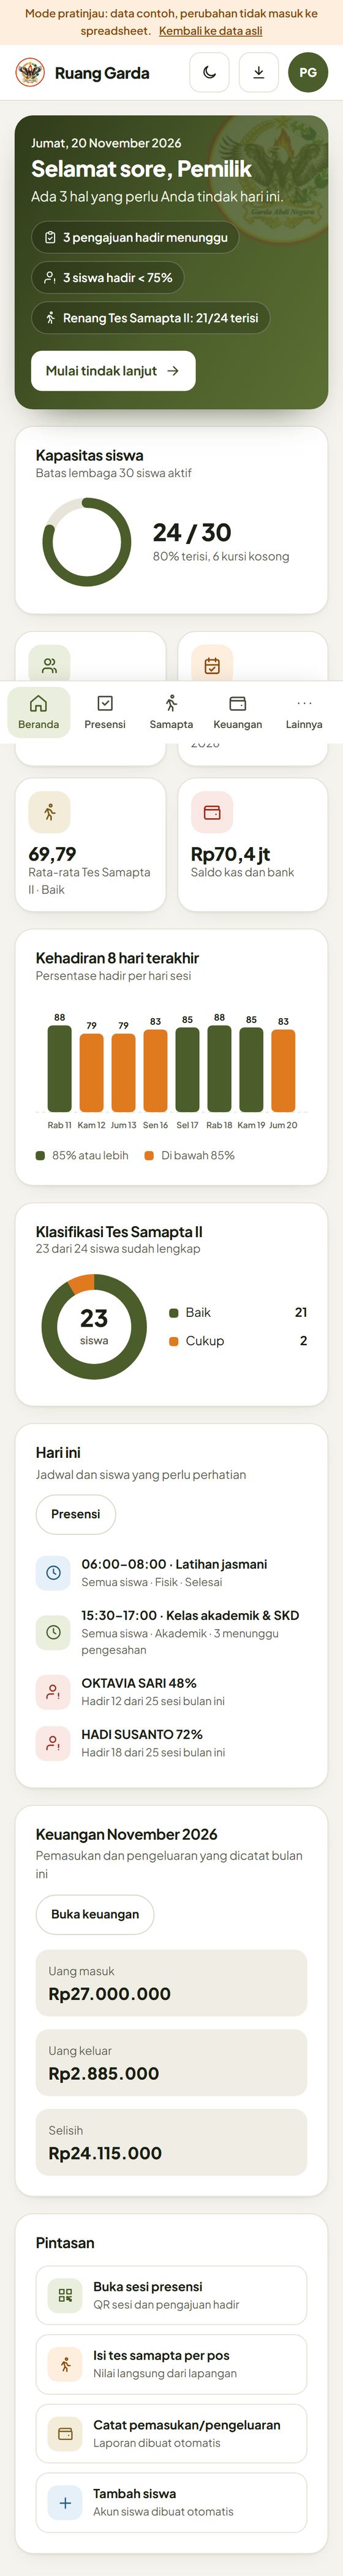 Mode pratinjau: data contoh, perubahan tidak masuk ke
spreadsheet. Kembali ke data asli
Ruang Garda
PG
Jumat, 20 November 2026
Selamat sore, Pemilik
Ada 3 hal yang perlu Anda tindak hari ini.
3 pengajuan hadir menunggu
3 siswa hadir < 75%
Renang Tes Samapta II: 21/24 terisi
Mulai tindak lanjut
Kapasitas siswa
Batas lembaga 30 siswa aktif
24 / 30
80% terisi, 6 kursi kosong
Beranda
Presensi
Samapta
Keuangan
Lainnya
2026
69,79
Rata-rata Tes Samapta
II · Baik
Rp70,4 jt
Saldo kas dan bank
Kehadiran 8 hari terakhir
Persentase hadir per hari sesi
88 79 79 83 85 88 85 83
Rab 11 Kam 12 Jum 13 Sen 16 Sel 17 Rab 18 Kam 19 Jum 20
85% atau lebih
Di bawah 85%
Klasifikasi Tes Samapta II
23 dari 24 siswa sudah lengkap
23
siswa
Baik 21
Cukup 2
Hari ini
Jadwal dan siswa yang perlu perhatian
Presensi
06:00–08:00 · Latihan jasmani
Semua siswa · Fisik · Selesai
15:30–17:00 · Kelas akademik & SKD
Semua siswa · Akademik · 3 menunggu
pengesahan
OKTAVIA SARI 48%
Hadir 12 dari 25 sesi bulan ini
HADI SUSANTO 72%
Hadir 18 dari 25 sesi bulan ini
Keuangan November 2026
Pemasukan dan pengeluaran yang dicatat bulan
ini
Buka keuangan
Uang masuk
Rp27.000.000
Uang keluar
Rp2.885.000
Selisih
Rp24.115.000
Pintasan
Buka sesi presensi
QR sesi dan pengajuan hadir
Isi tes samapta per pos
Nilai langsung dari lapangan
Catat pemasukan/pengeluaran
Laporan dibuat otomatis
Tambah siswa
Akun siswa dibuat otomatis